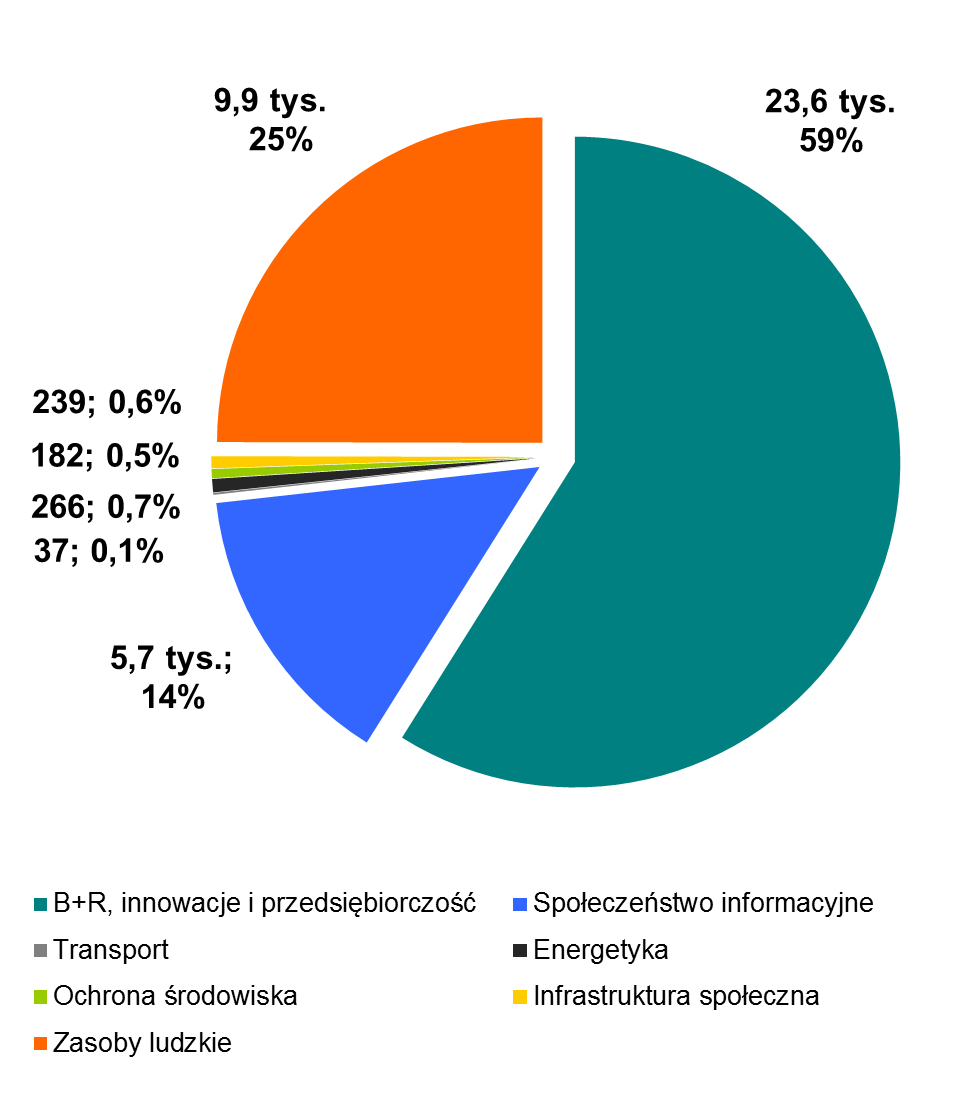 9,9 tys.
25%
23,6 tys.
59%
239; 0,6%
182; 0,5%
266; 0,7%
37; 0,1%
5,7 tys.;
14%
B+R, innowacje i przedsiębiorczość
Społeczeństwo informacyjne
Transport
Energetyka
Ochrona środowiska
Infrastruktura społeczna
Zasoby ludzkie